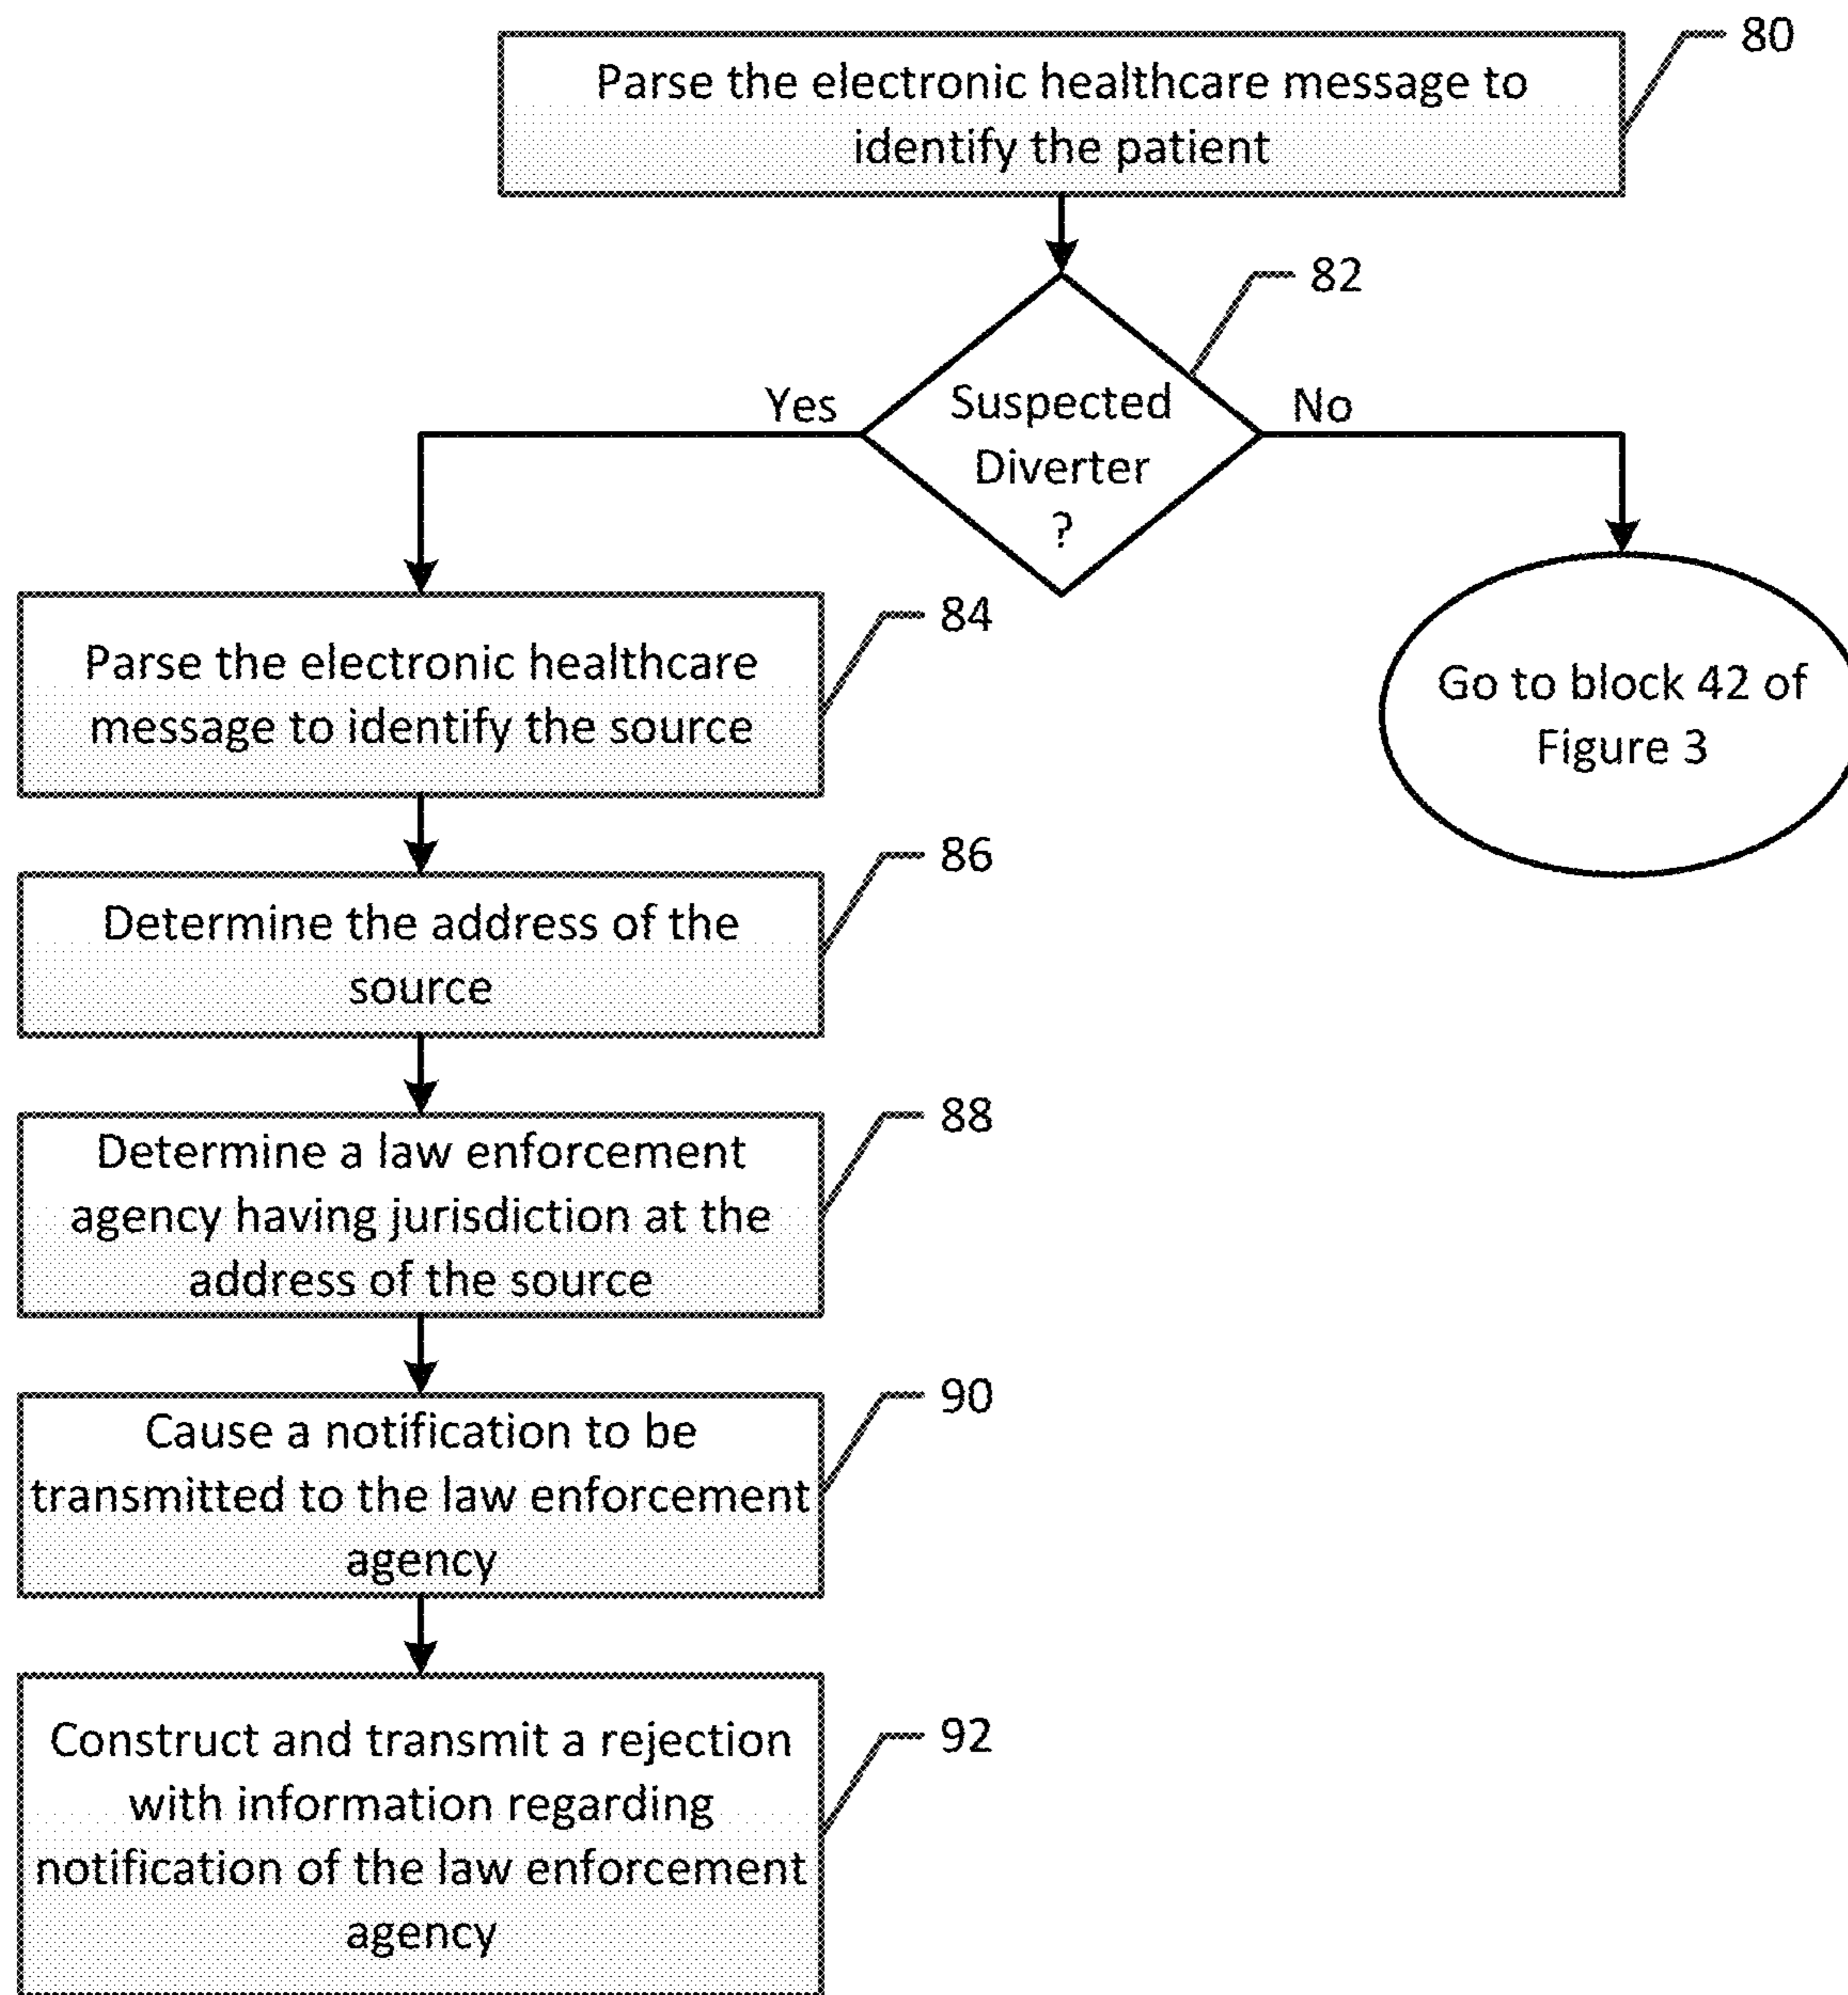 80
Parse the electronic healthcare message to
identify the patient
82
Yes
Suspected
Diverter
?
No
84
Parse the electronic healthcare
message to identify the source
Go to block 42 of
Figure 3
86
Determine the address of the
source
88
Determine a law enforcement
agency having jurisdiction at the
address of the source
90
Cause a notification to be
transmitted to the law enforcement
agency
92
Construct and transmit a rejection
with information regarding
notification of the law enforcement
agency